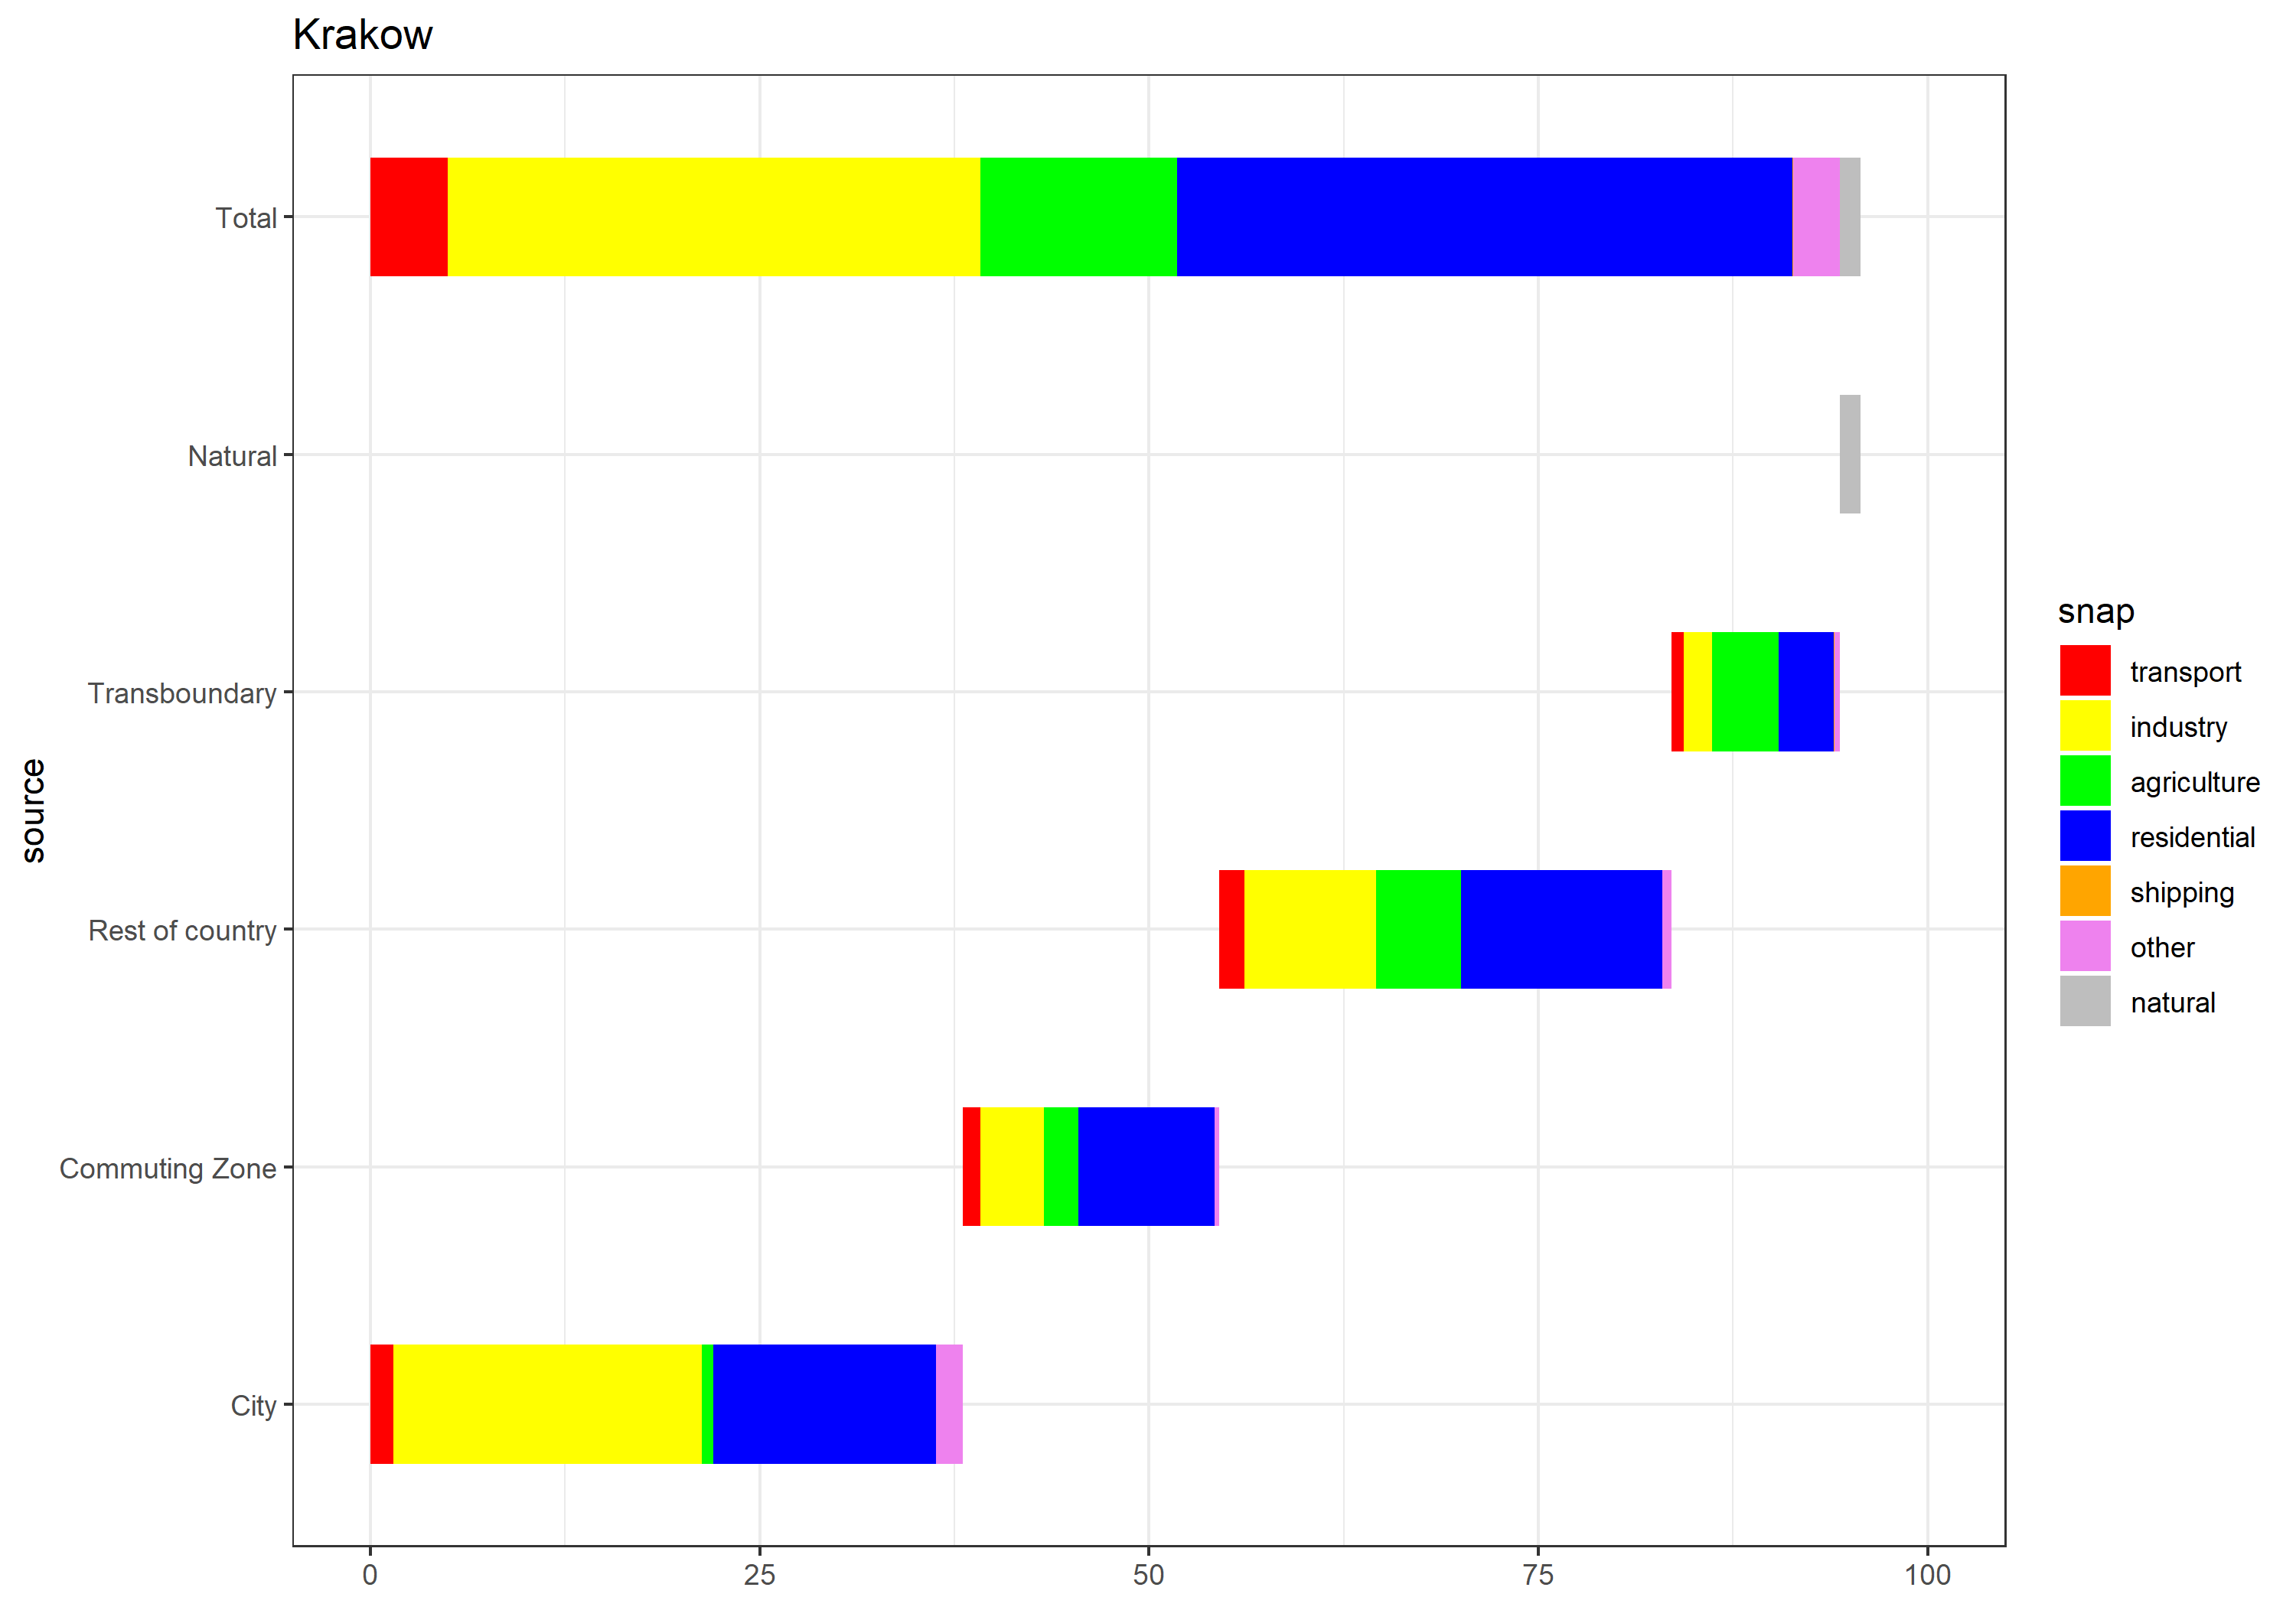 Krakow
Total
Natural
Transboundary
Rest of country
Commuting Zone
City
source
0 25 50 75 100
snap
transport
industry
agriculture
residential
shipping
other
natural